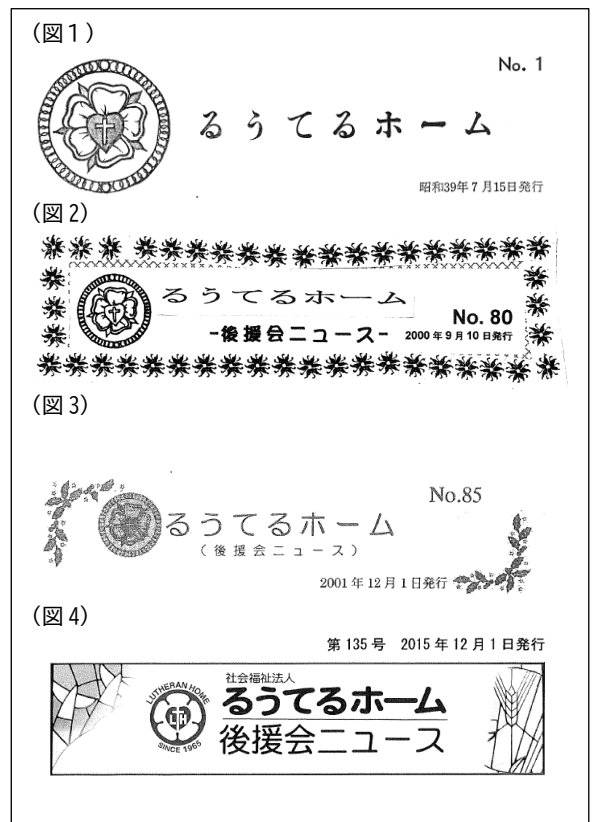 （図１）
No. 1
るうてるホーム
昭和39年７月15日発行
（図２）
るうてるホーム
No. 80
-後援会ニュース-
2000年９月10日発行
（図３）
No.85
るうてるホーム
（後援会ニュース）
2001年12月１日発行
（図４）
第135号 2015年12月１日発行
社会福祉法人
LUTHERAN HOME
るうてるホーム
SINCE 1965
後援会ニュース